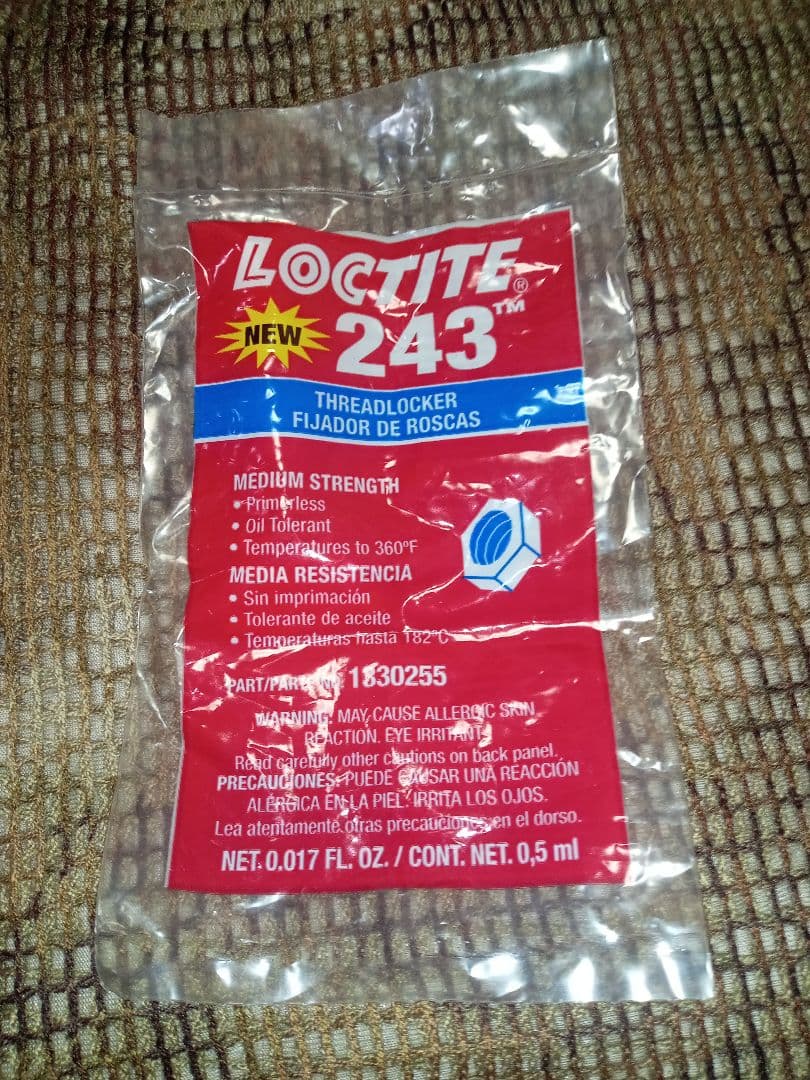 LOCTITE®
NEW
243™
THREADLOCKER
FIJADOR DE ROSCAS
MEDIUM STRENGTH
• Primerless
• Oil Tolerant
• Temperatures to 360ºF
MEDIA RESISTENCIA
• Sin imprimación
• Tolerante de aceite
• Temperaturas hasta 182ºC
PART/PARTE NO. 1330255
WARNING: MAY CAUSE ALLERGIC SKIN
REACTION. EYE IRRITANT.
Read carefully other cautions on back panel.
PRECAUCIONES: PUEDE CAUSAR UNA REACCIÓN
ALÉRGICA EN LA PIEL. IRRITA LOS OJOS.
Lea atentamente otras precauciones en el dorso.
NET. 0.017 FL. OZ. / CONT. NET. 0,5 ml